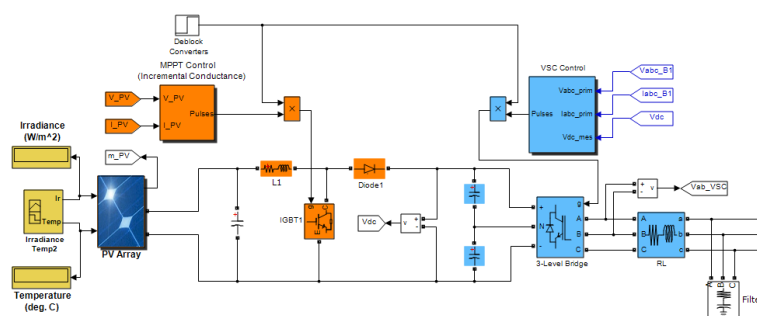 Deblock
Converters
MPPT Control
(Incremental Conductance)
VSC Control
V_PV
V_PV
I_PV
I_PV
Pulses
×
×
Pulses
Vabc_prim
Iabc_prim
Vdc_mes
Vabc_B1
Iabc_B1
Vdc
Irradiance
(W/m^2)
m_PV
Ir
Temp
Irradiance
Temp2
Temperature
(deg. C)
PV Array
+
L1
g
C
E
IGBT1
Diode1
Vdc
v
+
-
+
+
g
+
N
-
A
B
C
3-Level Bridge
+
-
v
Vab_VSC
A
B
C
a
b
c
RL
A
B
C
Filte